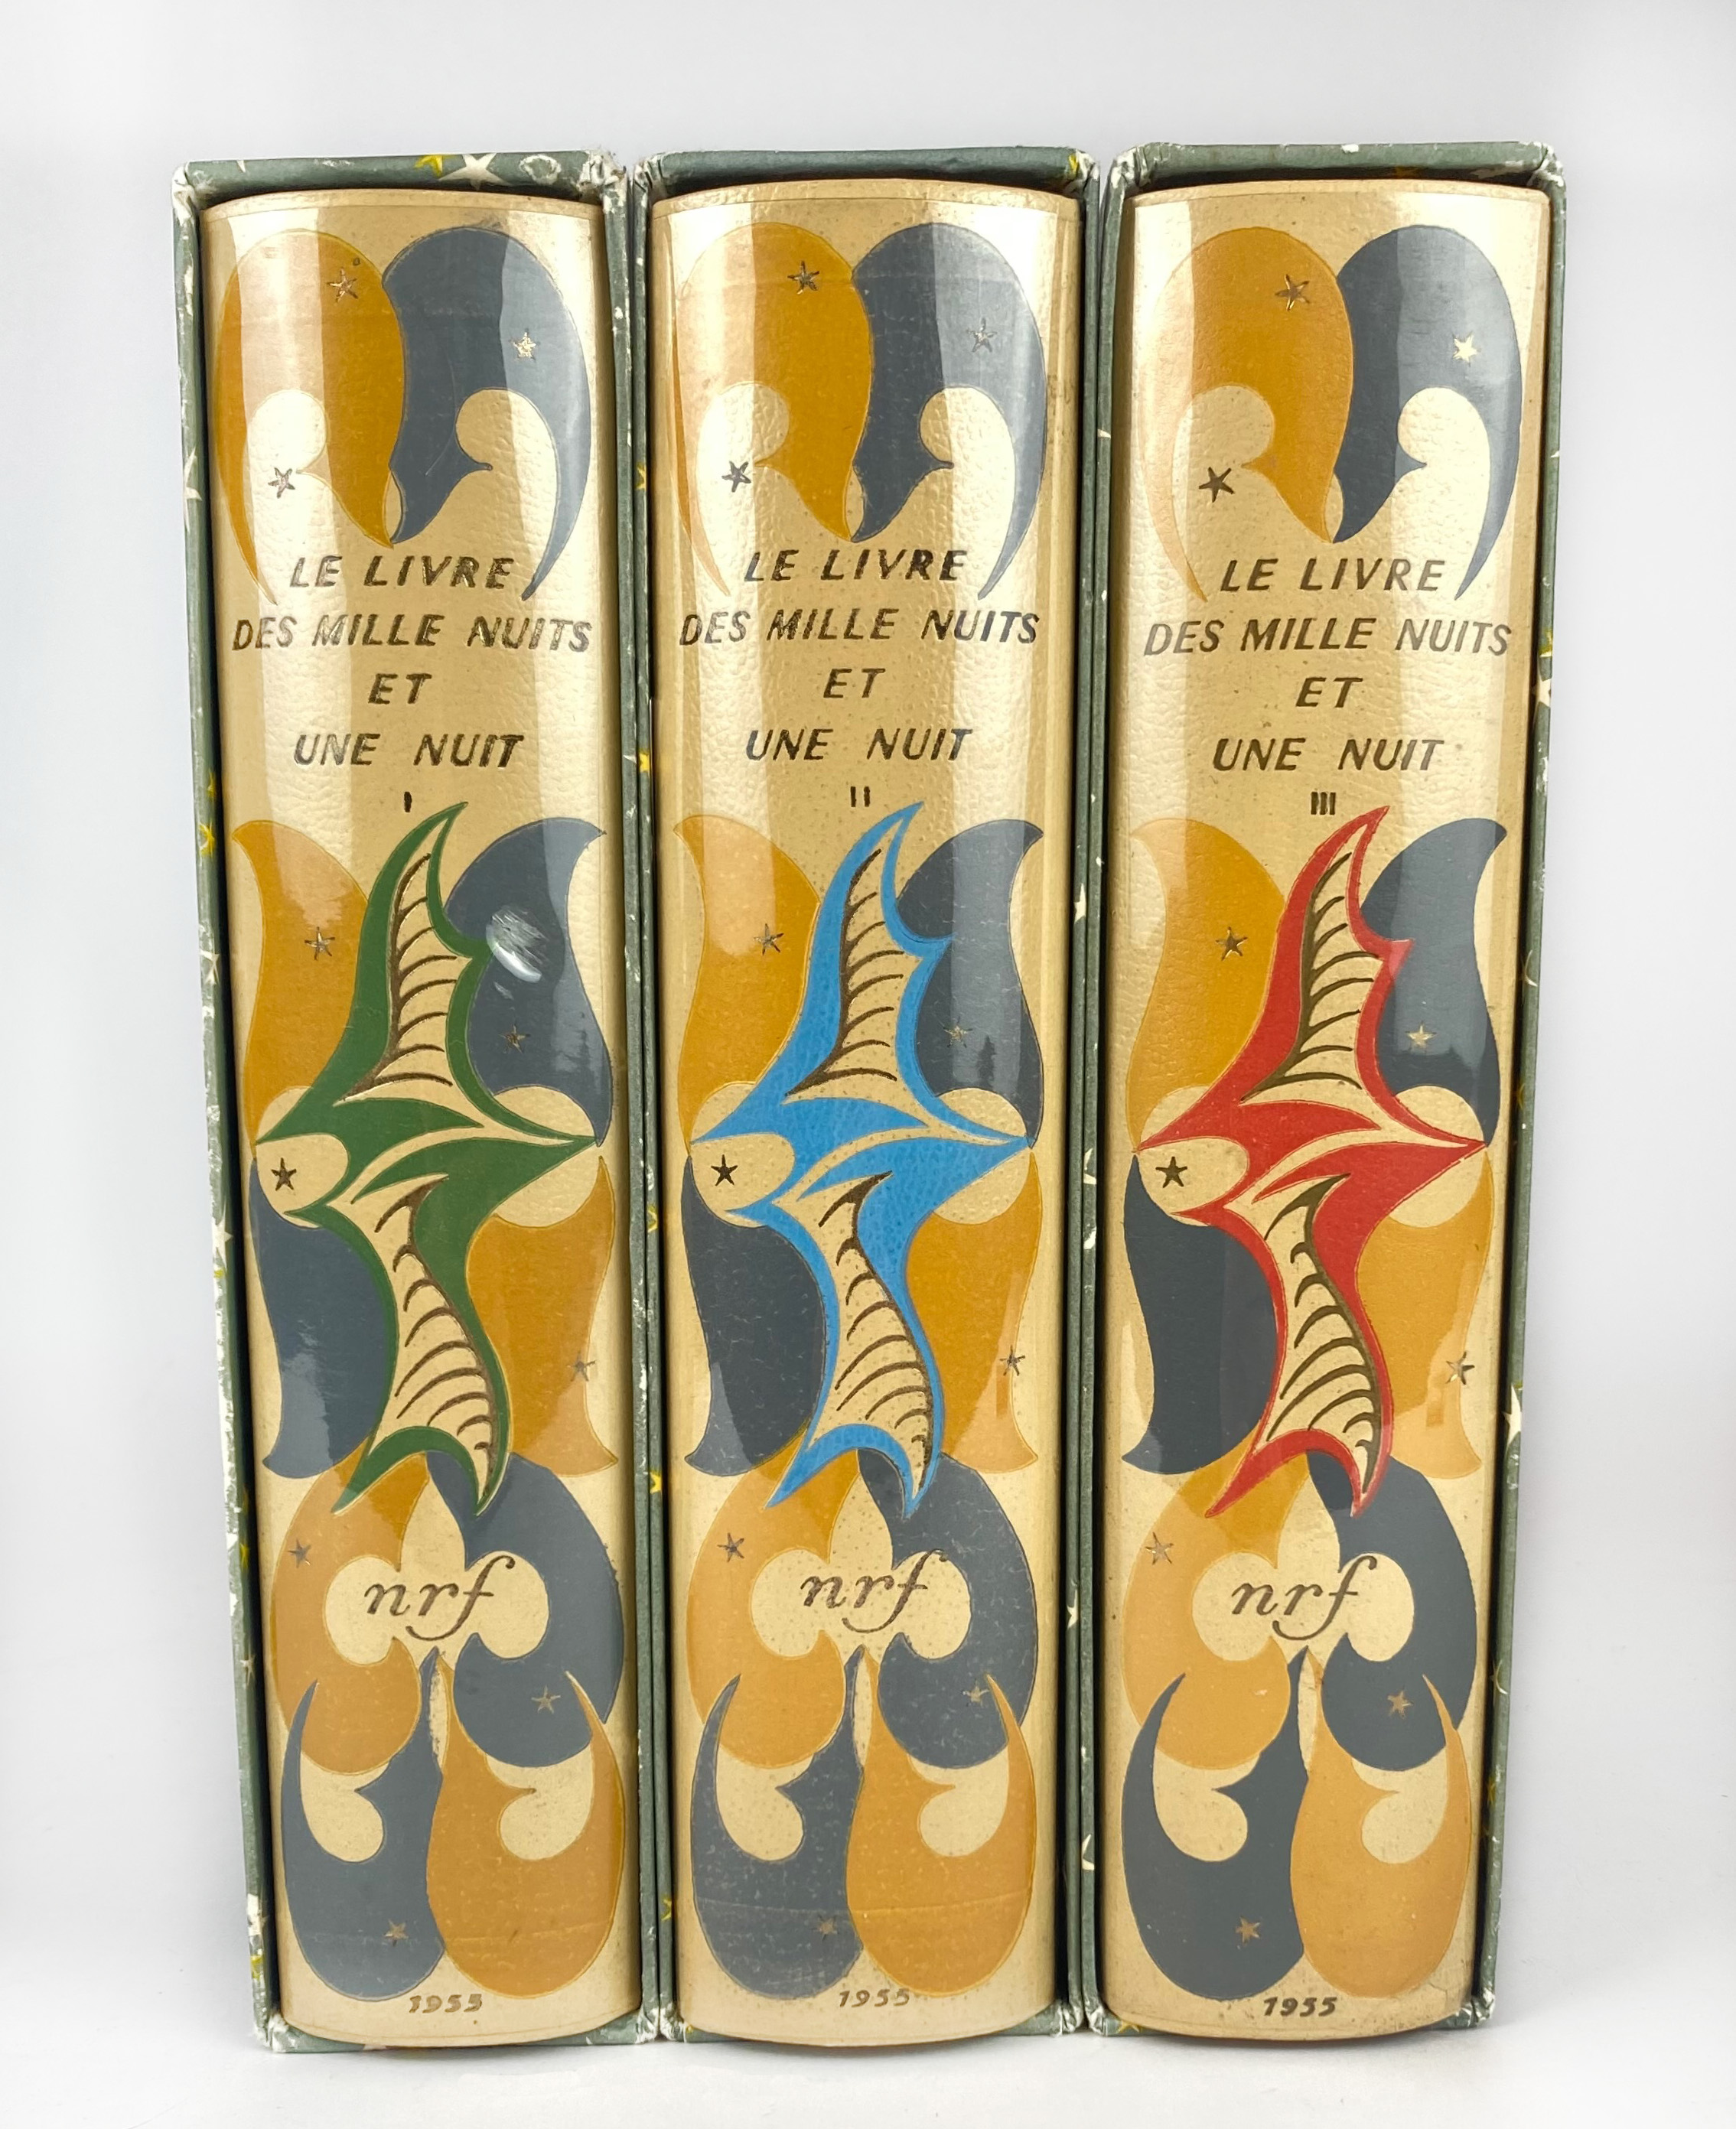 LE LIVRE
DES MILLE NUITS
ET
UNE NUIT
I
nrf
1955
LE LIVRE
DES MILLE NUITS
ET
UNE NUIT
II
nrf
1955
LE LIVRE
DES MILLE NUITS
ET
UNE NUIT
III
nrf
1955